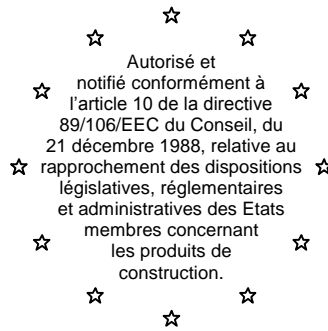 Autorisé et
notifié conformément à
l'article 10 de la directive
89/106/EEC du Conseil, du
21 décembre 1988, relative au
rapprochement des dispositions
législatives, réglementaires
et administratives des Etats
membres concernant
les produits de
construction.